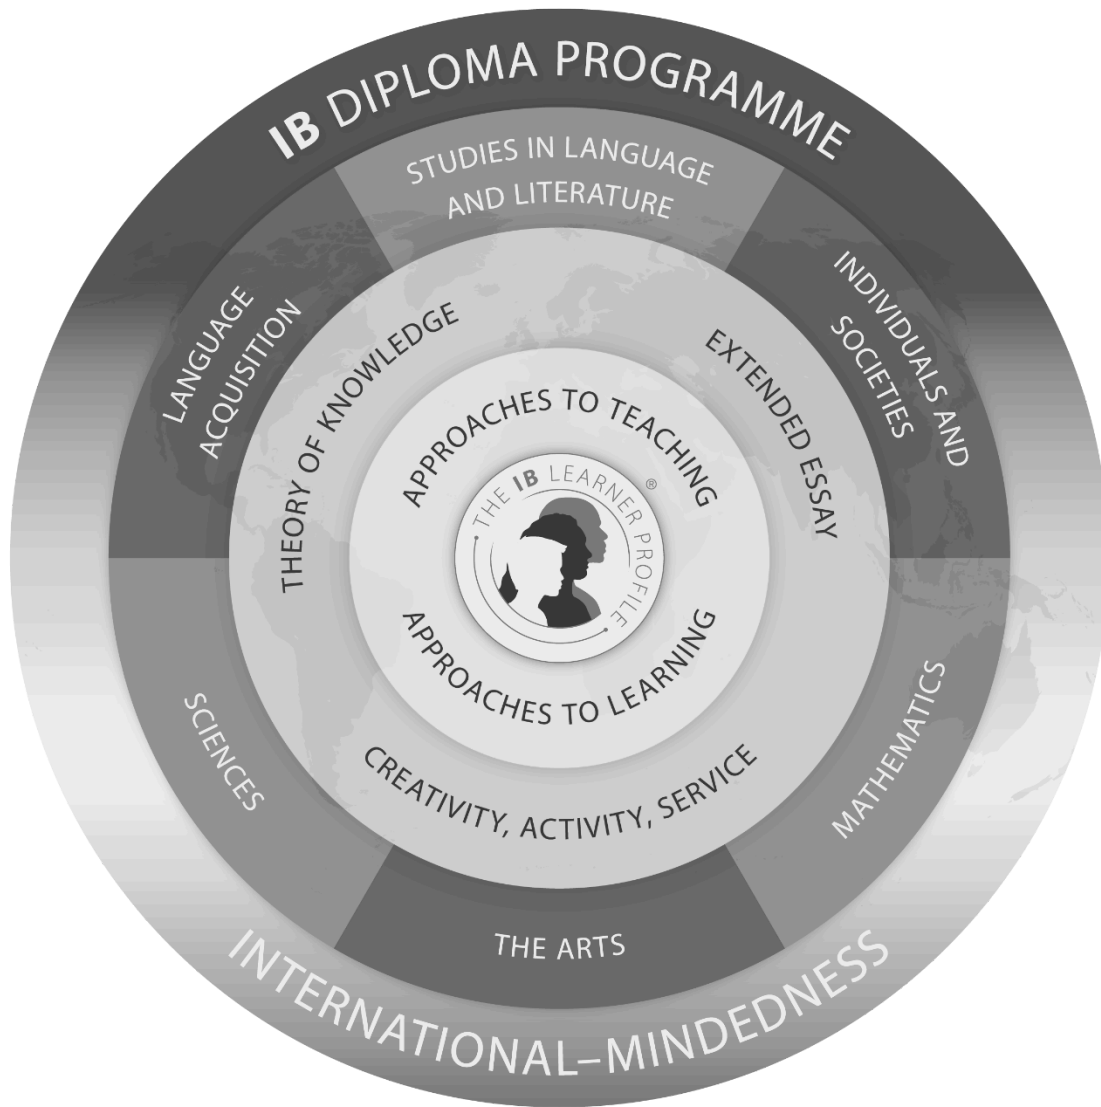 IB DIPLOMA PROGRAMME
STUDIES IN LANGUAGE
AND LITERATURE
LANGUAGE
ACQUISITION
INDIVIDUALS AND
SOCIETIES
THEORY OF KNOWLEDGE
EXTENDED ESSAY
APPROACHES TO TEACHING
THE IB LEARNER PROFILE
®
APPROACHES TO LEARNING
CREATIVITY, ACTIVITY, SERVICE
SCIENCES
MATHEMATICS
THE ARTS
INTERNATIONAL–MINDEDNESS